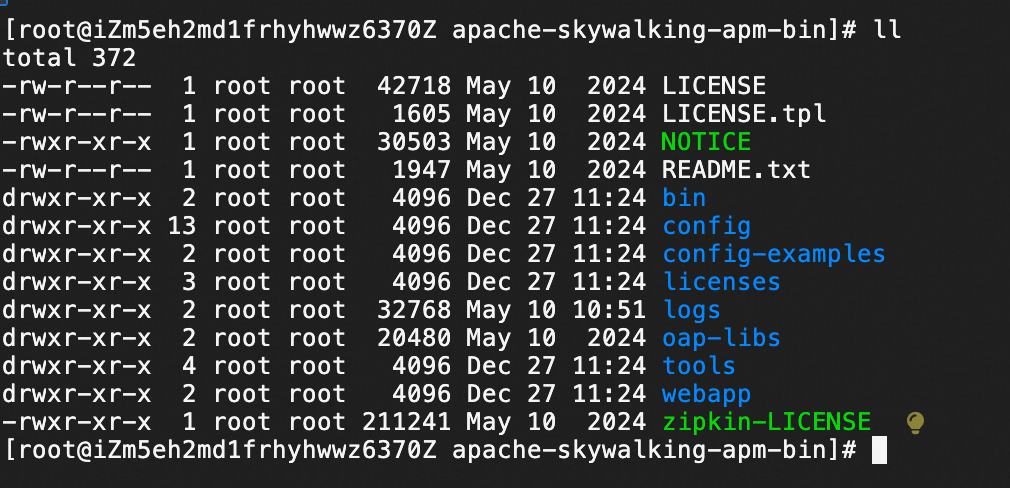 [root@iZm5eh2md1frhyhwwz6370Z apache-skywalking-apm-bin]# ll
total 372
-rw-r--r--  1 root root  42718 May 10  2024 LICENSE
-rw-r--r--  1 root root   1605 May 10  2024 LICENSE.tpl
-rwxr-xr-x  1 root root  30503 May 10  2024 NOTICE
-rw-r--r--  1 root root   1947 May 10  2024 README.txt
drwxr-xr-x  2 root root   4096 Dec 27 11:24 bin
drwxr-xr-x 13 root root   4096 Dec 27 11:24 config
drwxr-xr-x  2 root root   4096 Dec 27 11:24 config-examples
drwxr-xr-x  3 root root   4096 Dec 27 11:24 licenses
drwxr-xr-x  2 root root  32768 May 10 10:51 logs
drwxr-xr-x  2 root root  20480 May 10  2024 oap-libs
drwxr-xr-x  4 root root   4096 Dec 27 11:24 tools
drwxr-xr-x  2 root root   4096 Dec 27 11:24 webapp
-rwxr-xr-x  1 root root 211241 May 10  2024 zipkin-LICENSE
[root@iZm5eh2md1frhyhwwz6370Z apache-skywalking-apm-bin]#